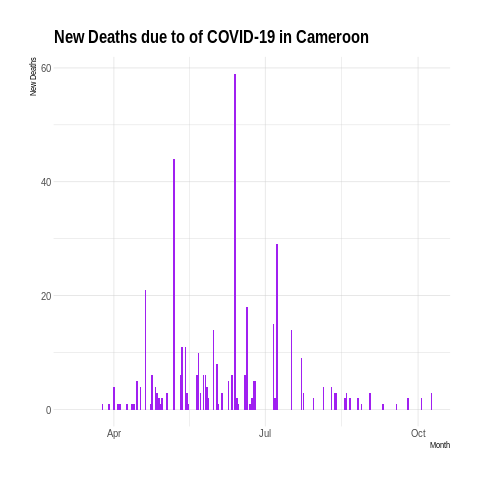 New Deaths due to of COVID-19 in Cameroon
New Deaths
60
40
20
0
Apr
Jul
Oct
Month